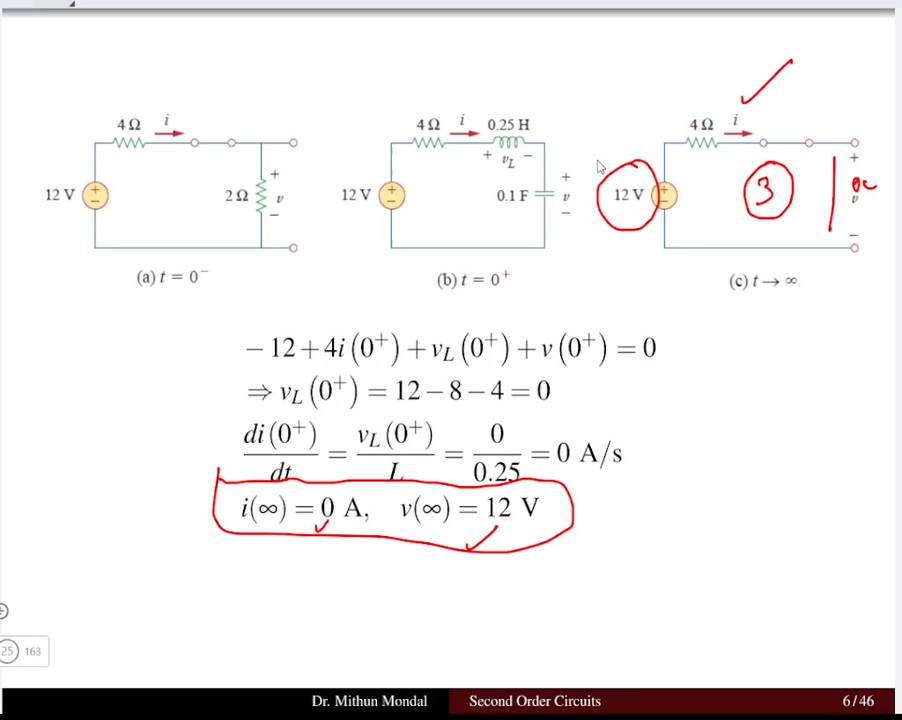 4 Ω i
12 V + − 2 Ω + v −
(a) t = 0⁻
4 Ω i 0.25 H
+ v_L −
12 V + − 0.1 F + v −
(b) t = 0⁺
4 Ω i
12 V + − 3 + v − oc
(c) t → ∞.
−12 + 4i(0⁺) + v_L(0⁺) + v(0⁺) = 0
⇒ v_L(0⁺) = 12 − 8 − 4 = 0
di(0⁺)/dt = v_L(0⁺)/L = 0/0.25 = 0 A/s
i(∞) = 0 A, v(∞) = 12 V
25 163
Dr. Mithun Mondal Second Order Circuits 6/46